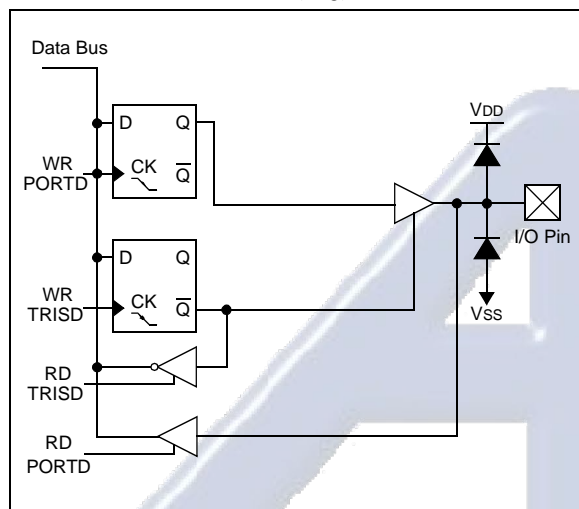 Data Bus
D Q
CK Q
WR
PORTD
VDD
I/O Pin
VSS
D Q
CK Q
WR
TRISD
RD
TRISD
RD
PORTD